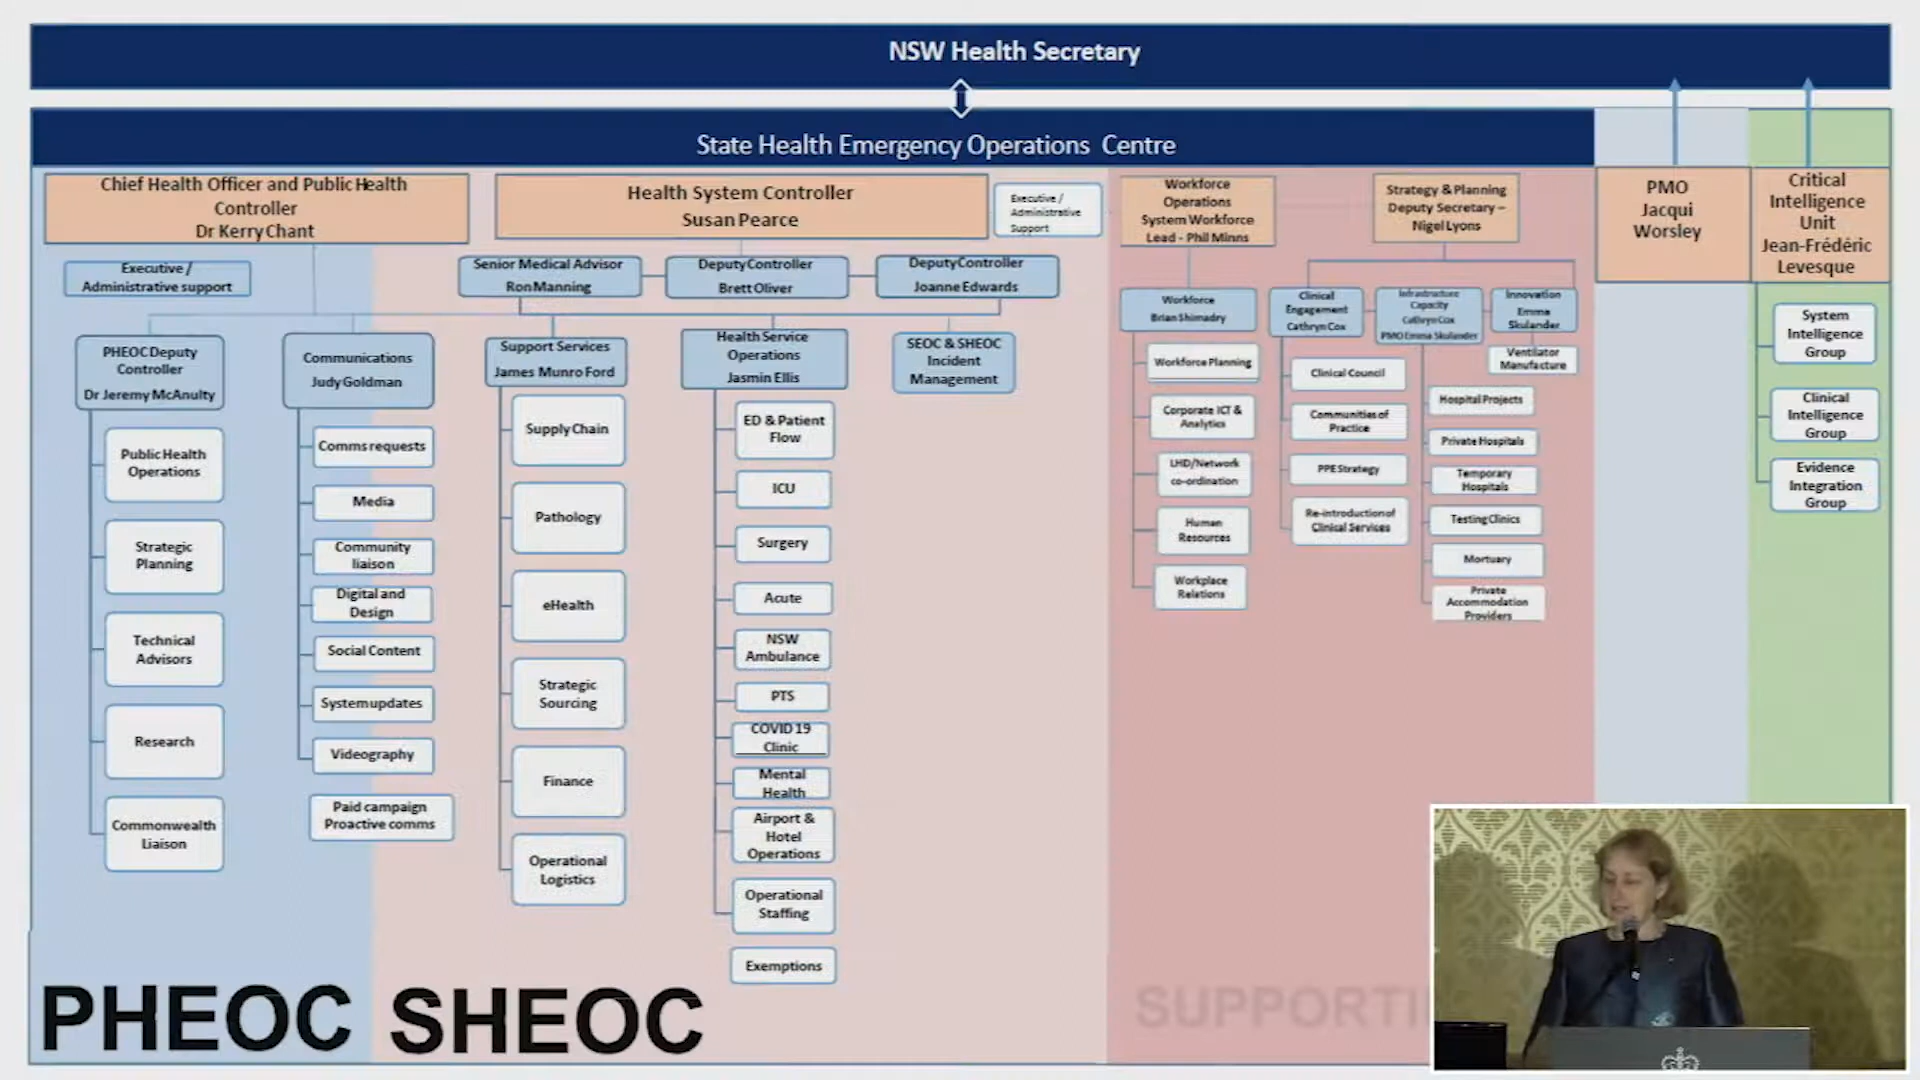 NSW Health Secretary
State Health Emergency Operations Centre
Chief Health Officer and Public Health
Controller
Dr Kerry Chant
Executive /
Administrative support
PHEOC Deputy
Controller
Dr Jeremy McAnulty
Public Health
Operations
Strategic
Planning
Technical
Advisors
Research
Commonwealth
Liaison
Communications
Judy Goldman
Comms requests
Media
Community
liaison
Digital and
Design
Social Content
System updates
Videography
Paid campaign
Proactive comms
Health System Controller
Susan Pearce
Executive /
Administrative
Support
Senior Medical Advisor
Ron Manning
Deputy Controller
Brett Oliver
Deputy Controller
Joanne Edwards
Support Services
James Munro Ford
Supply Chain
Pathology
eHealth
Strategic
Sourcing
Finance
Operational
Logistics
Health Service
Operations
Jasmin Ellis
ED & Patient
Flow
ICU
Surgery
Acute
NSW
Ambulance
PTS
COVID 19
Clinic
Mental
Health
Airport &
Hotel
Operations
Operational
Staffing
Exemptions
SEOC & SHEOC
Incident
Management
Workforce
Operations
System Workforce
Lead - Phil Minns
Workforce
Brian Shimadry
Workforce Planning
Corporate ICT &
Analytics
LHD/Network
co-ordination
Human
Resources
Workplace
Relations
Strategy & Planning
Deputy Secretary –
Nigel Lyons
Clinical
Engagement
Cathryn Cox
Clinical Council
Communities of
Practice
PPE Strategy
Re-introduction of
Clinical Services
Infrastructure
Capacity
Cathryn Cox
PMO Emma Skulander
Hospital Projects
Private Hospitals
Temporary
Hospitals
Testing Clinics
Mortuary
Private
Accommodation
Providers
Innovation
Emma
Skulander
Ventilator
Manufacture
PMO
Jacqui
Worsley
Critical
Intelligence
Unit
Jean-Frédéric
Levesque
System
Intelligence
Group
Clinical
Intelligence
Group
Evidence
Integration
Group
PHEOC
SHEOC
SUPPORTI